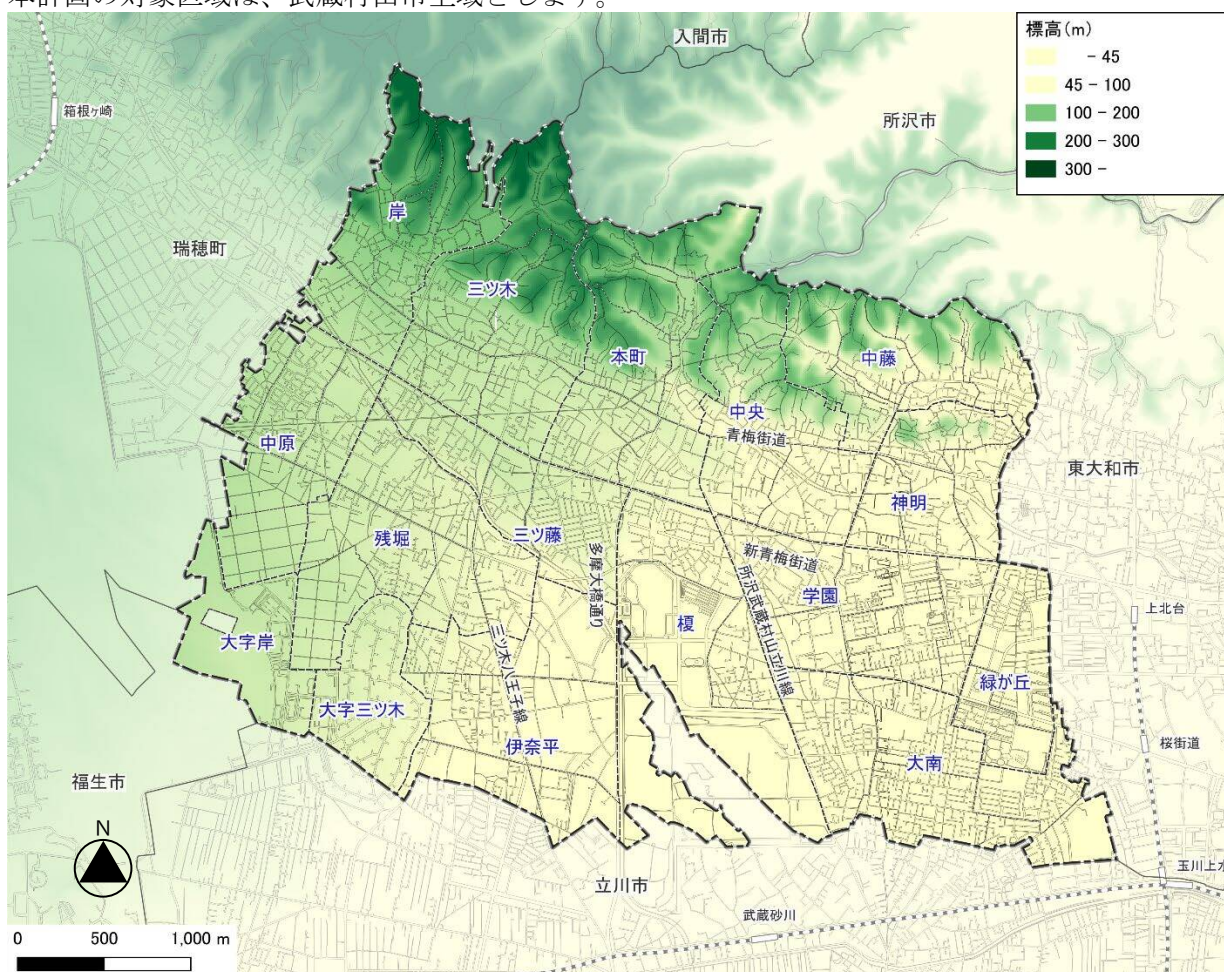 本計画の対象区域は、武蔵村山市全域とします。
標高(m)
- 45
45 - 100
100 - 200
200 - 300
300 -
入間市
所沢市
箱根ヶ崎
瑞穂町
岸
三ツ木
本町
中藤
中央
青梅街道
中原
東大和市
神明
残堀
三ツ藤
多摩大橋通り
新青梅街道
所沢武蔵村山立川線
学園
榎
上北台
大字岸
三ツ木八王子線
緑が丘
大字三ツ木
伊奈平
大南
桜街道
福生市
N
立川市
玉川上水
武蔵砂川
0 500 1,000 m